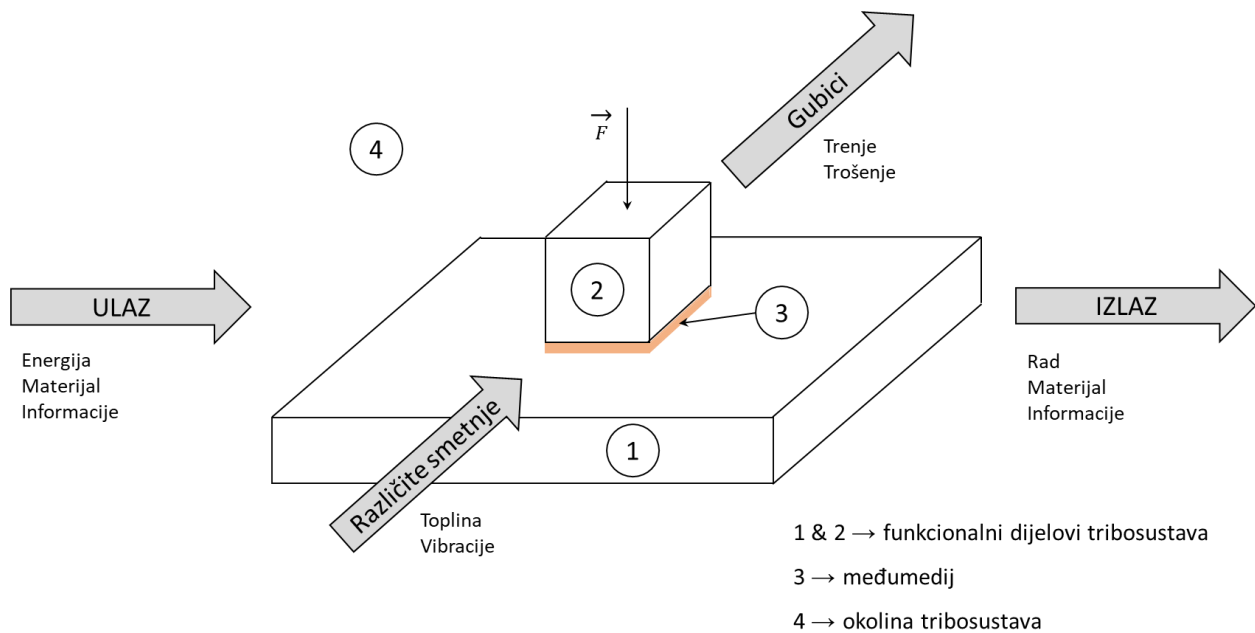 Gubici
Trenje
Trošenje
F
4
2
3
1
ULAZ
Energija
Materijal
Informacije
IZLAZ
Rad
Materijal
Informacije
Različite smetnje
Toplina
Vibracije
1 & 2 → funkcionalni dijelovi tribosustava
3 → međumedij
4 → okolina tribosustava